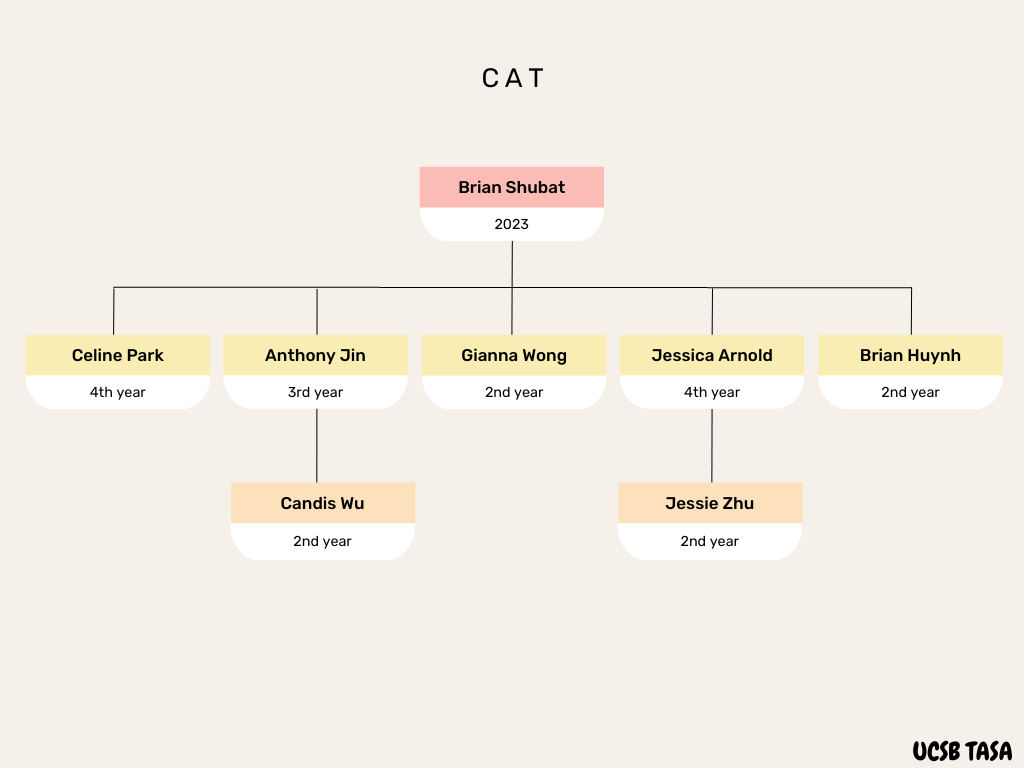 CAT
Brian Shubat
2023
Celine Park
4th year
Anthony Jin
3rd year
Gianna Wong
2nd year
Jessica Arnold
4th year
Brian Huynh
2nd year
Candis Wu
2nd year
Jessie Zhu
2nd year
UCSB TASA